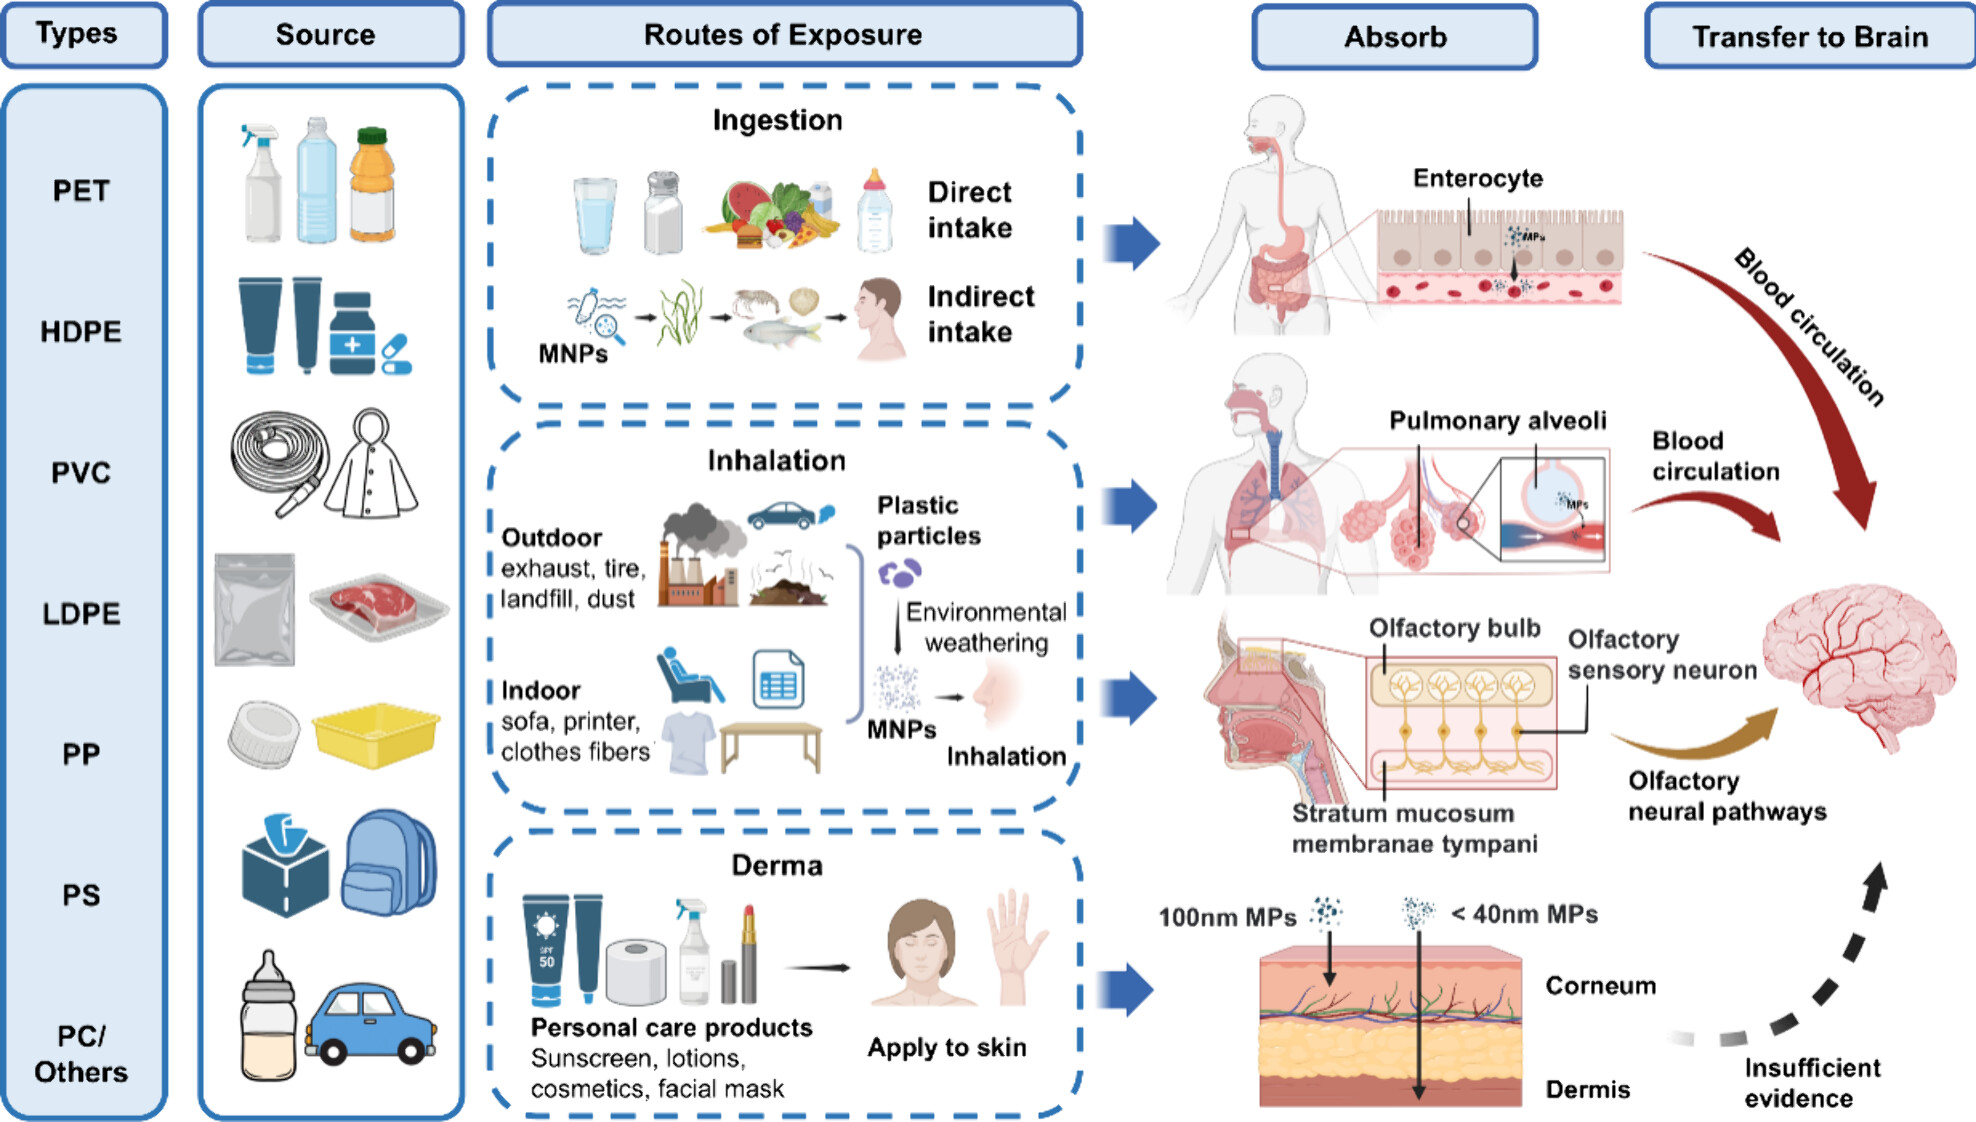 Types
Source
Routes of Exposure
Absorb
Transfer to Brain
PET
HDPE
PVC
LDPE
PP
PS
PC/
Others
Ingestion
Direct
intake
MNPs
Indirect
intake
Inhalation
Outdoor
exhaust, tire,
landfill, dust
Indoor
sofa, printer,
clothes fibers
Plastic
particles
Environmental
weathering
MNPs
Inhalation
Derma
SPF
50
Personal care products
Sunscreen, lotions,
cosmetics, facial mask
Apply to skin
Enterocyte
MPs
Blood circulation
Pulmonary alveoli
MPs
Blood
circulation
Olfactory bulb
Olfactory
sensory neuron
Stratum mucosum
membranae tympani
Olfactory
neural pathways
100nm MPs
< 40nm MPs
Corneum
Dermis
Insufficient
evidence